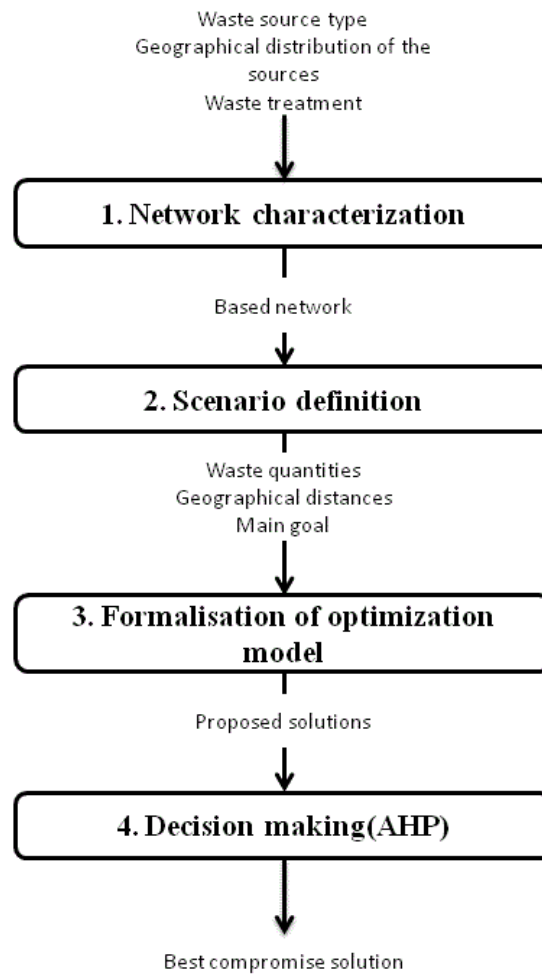 Waste source type
Geographical distribution of the
sources
Waste treatment
1. Network characterization
Based network
2. Scenario definition
Waste quantities
Geographical distances
Main goal
3. Formalisation of optimization
model
Proposed solutions
4. Decision making(AHP)
Best compromise solution